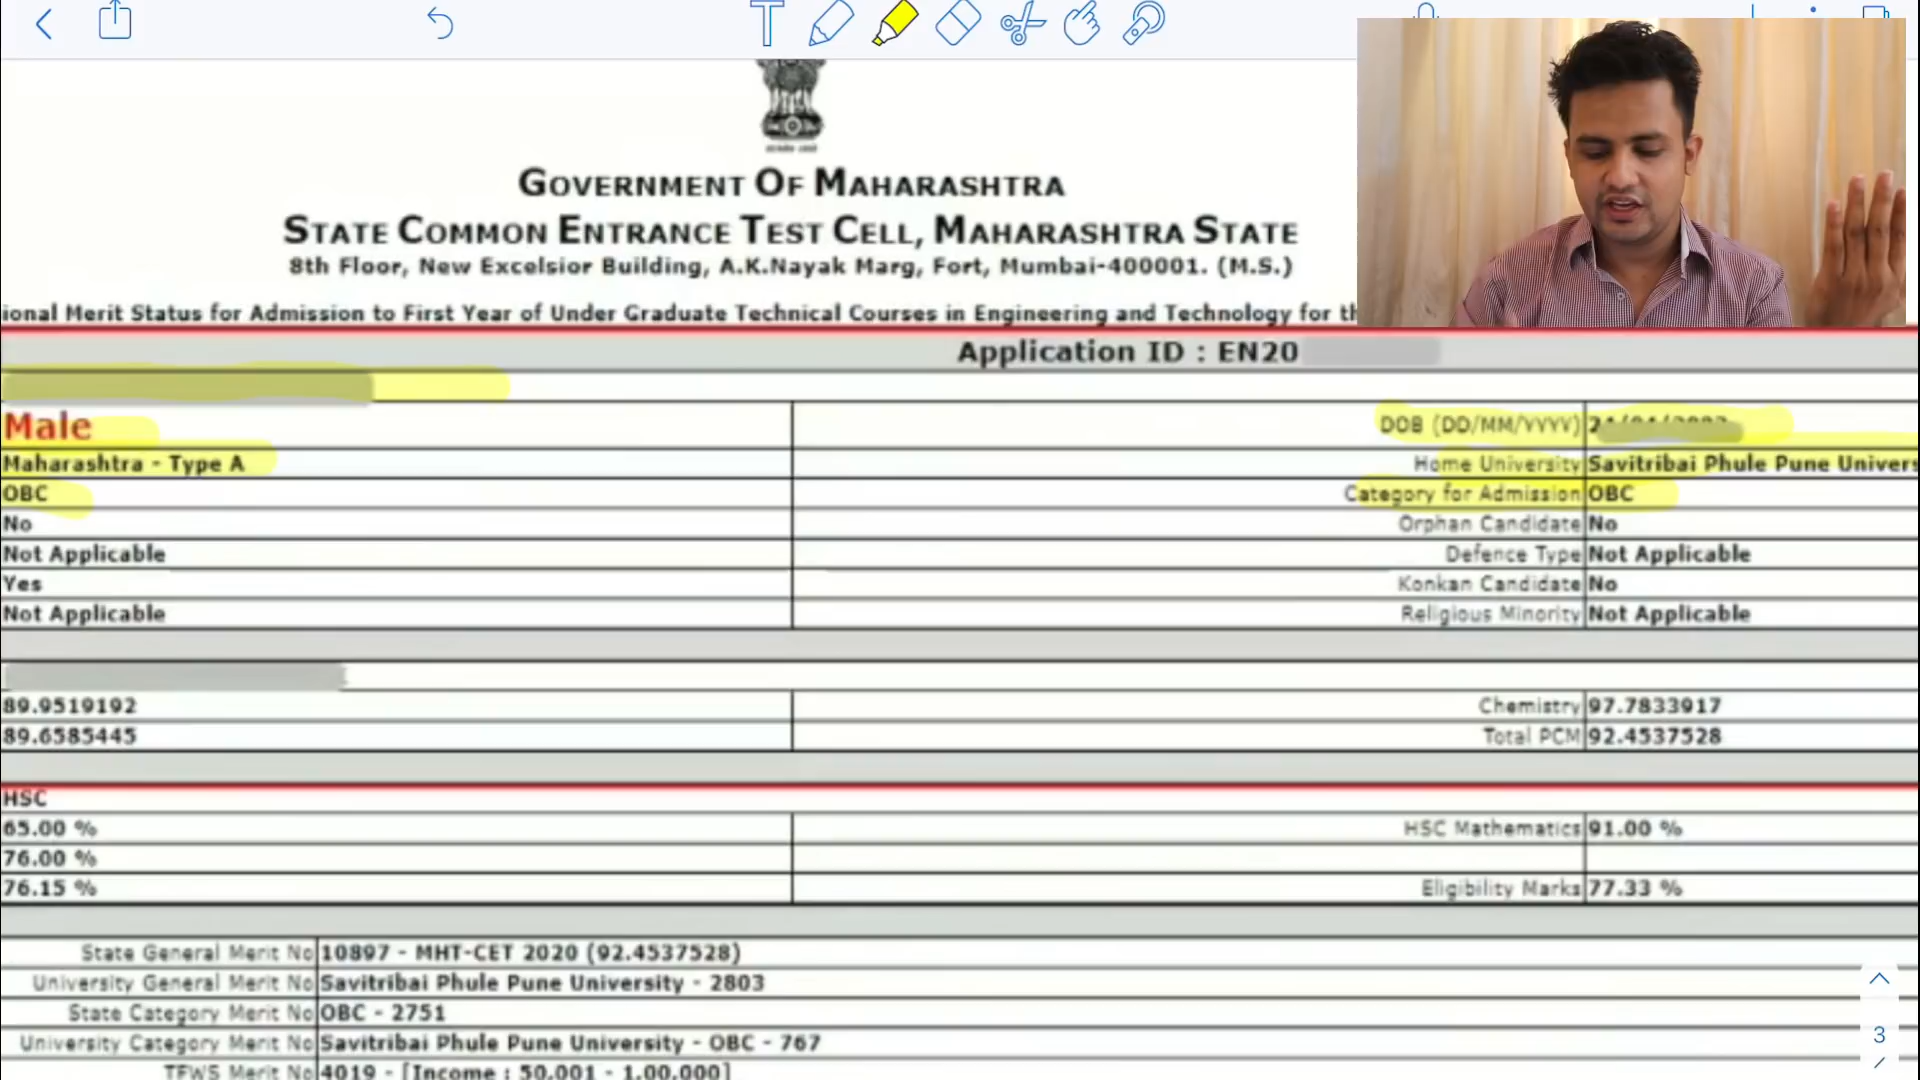 GOVERNMENT OF MAHARASHTRA
STATE COMMON ENTRANCE TEST CELL, MAHARASHTRA STATE
8th Floor, New Excelsior Building, A.K.Nayak Marg, Fort, Mumbai-400001. (M.S.)
ional Merit Status for Admission to First Year of Under Graduate Technical Courses in Engineering and Technology for th
Application ID : EN20
Male DOB (DD/MM/YYYY)
Maharashtra - Type A Home University Savitribai Phule Pune Univers
OBC Category for Admission OBC
No Orphan Candidate No
Not Applicable Defence Type Not Applicable
Yes Konkan Candidate No
Not Applicable Religious Minority Not Applicable
89.9519192 Chemistry 97.7833917
89.6585445 Total PCM 92.4537528
HSC
65.00 % HSC Mathematics 91.00 %
76.00 %
76.15 % Eligibility Marks 77.33 %
State General Merit No 10897 - MHT-CET 2020 (92.4537528)
University General Merit No Savitribai Phule Pune University - 2803
State Category Merit No OBC - 2751
University Category Merit No Savitribai Phule Pune University - OBC - 767
TFWS Merit No 4019 - [Income : 50,001 - 1,00,000]
3